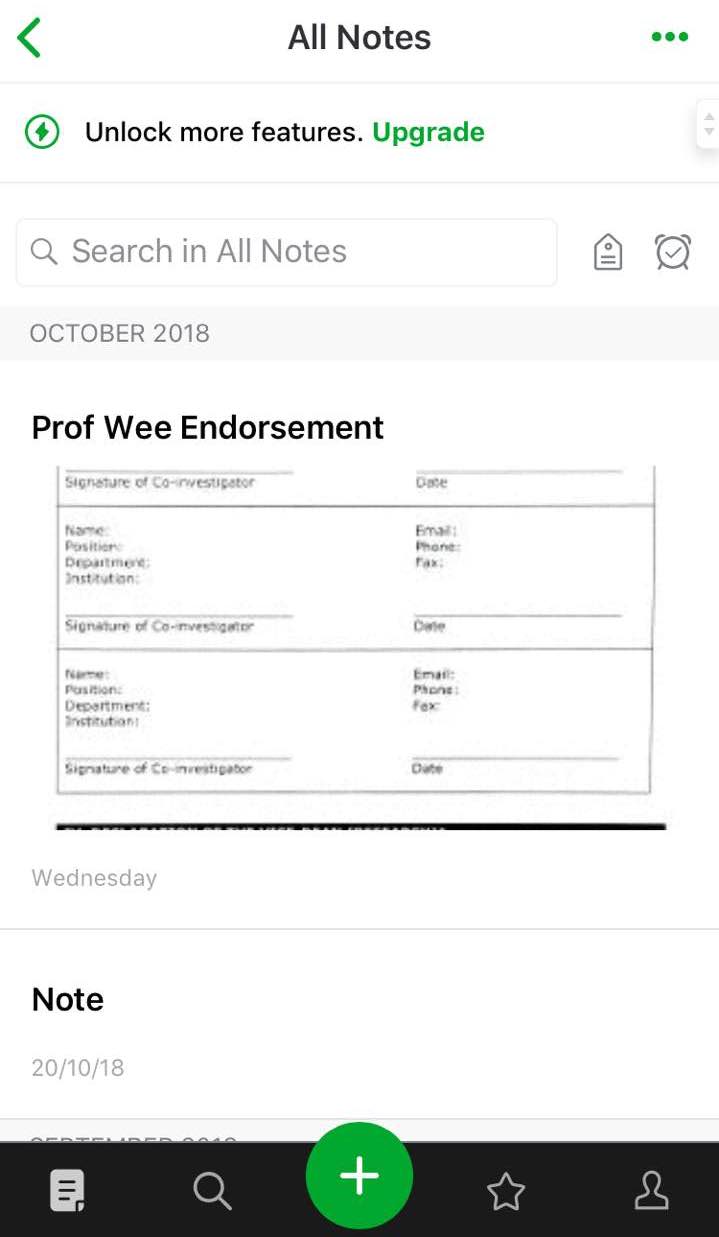 All Notes
Unlock more features. Upgrade
Search in All Notes
OCTOBER 2018
Prof Wee Endorsement
Signature of Co-investigator Date
Name: Email:
Position: Phone:
Department: Fax:
Institution:
Signature of Co-investigator Date
Name: Email:
Position: Phone:
Department: Fax:
Institution:
Signature of Co-investigator Date
Wednesday
Note
20/10/18
SEPTEMBER 2018